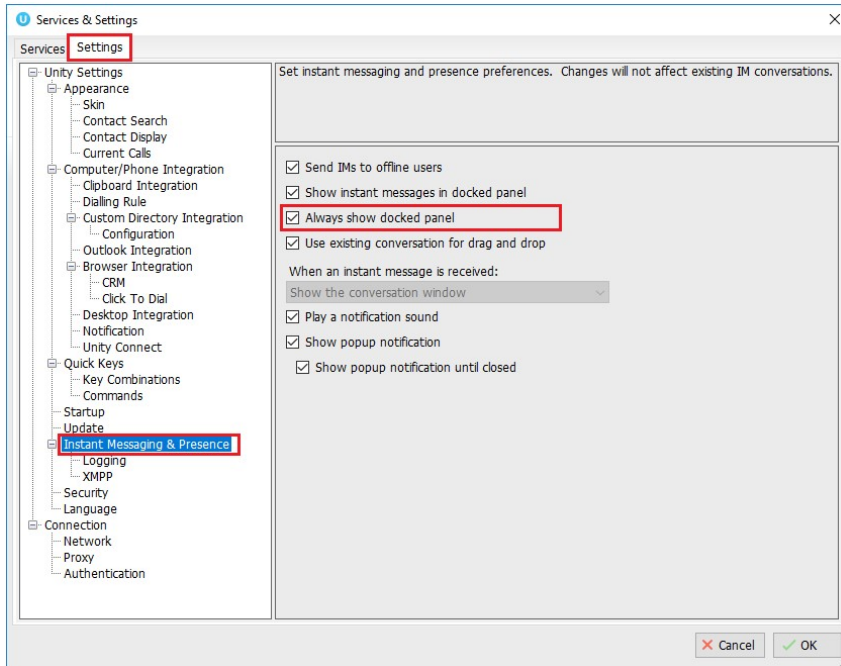 Services & Settings
Services
Settings
Unity Settings
Appearance
Skin
Contact Search
Contact Display
Current Calls
Computer/Phone Integration
Clipboard Integration
Dialling Rule
Custom Directory Integration
Configuration
Outlook Integration
Browser Integration
CRM
Click To Dial
Desktop Integration
Notification
Unity Connect
Quick Keys
Key Combinations
Commands
Startup
Update
Instant Messaging & Presence
Logging
XMPP
Security
Language
Connection
Network
Proxy
Authentication
Set instant messaging and presence preferences. Changes will not affect existing IM conversations.
Send IMs to offline users
Show instant messages in docked panel
Always show docked panel
Use existing conversation for drag and drop
When an instant message is received:
Show the conversation window
Play a notification sound
Show popup notification
Show popup notification until closed
Cancel
OK